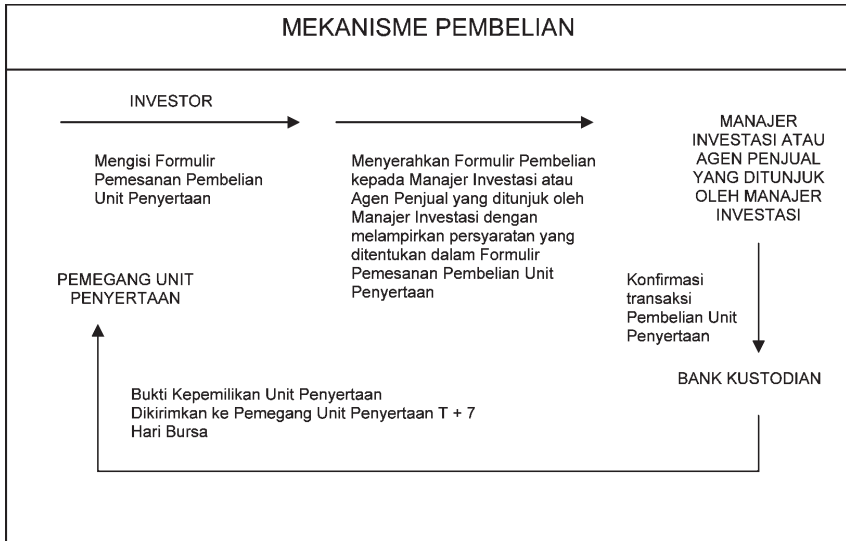 MEKANISME PEMBELIAN
INVESTOR
Mengisi Formulir
Pemesanan Pembelian
Unit Penyertaan
Menyerahkan Formulir Pembelian
kepada Manajer Investasi atau
Agen Penjual yang ditunjuk oleh
Manajer Investasi dengan
melampirkan persyaratan yang
ditentukan dalam Formulir
Pemesanan Pembelian Unit
Penyertaan
MANAJER
INVESTASI ATAU
AGEN PENJUAL
YANG DITUNJUK
OLEH MANAJER
INVESTASI
Konfirmasi
transaksi
Pembelian Unit
Penyertaan
BANK KUSTODIAN
Bukti Kepemilikan Unit Penyertaan
Dikirimkan ke Pemegang Unit Penyertaan T + 7
Hari Bursa
PEMEGANG UNIT
PENYERTAAN